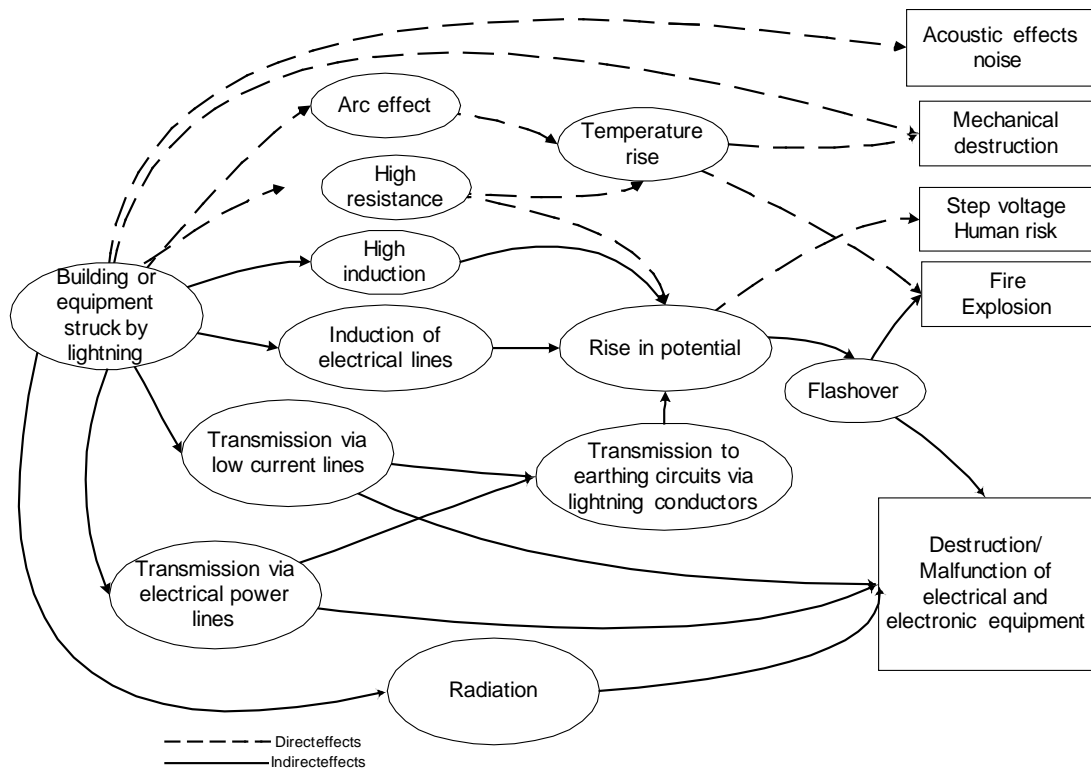 Acoustic effects
noise
Arc effect
Temperature
rise
Mechanical
destruction
High
resistance
Step voltage
Human risk
High
induction
Building or
equipment
struck by
lightning
Fire
Explosion
Induction of
electrical lines
Rise in potential
Flashover
Transmission via
low current lines
Transmission to
earthing circuits via
lightning conductors
Transmission via
electrical power
lines
Destruction/
Malfunction of
electrical and
electronic equipment
Radiation
Directeffects
Indirecteffects